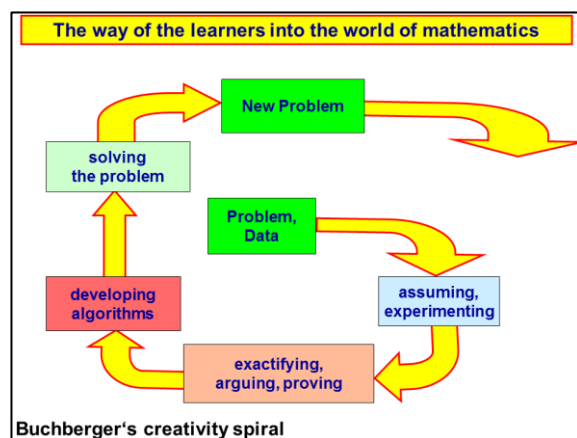 The way of the learners into the world of mathematics
New Problem
solving
the problem
Problem,
Data
developing
algorithms
assuming,
experimenting
exactifying,
arguing, proving
Buchberger‘s creativity spiral